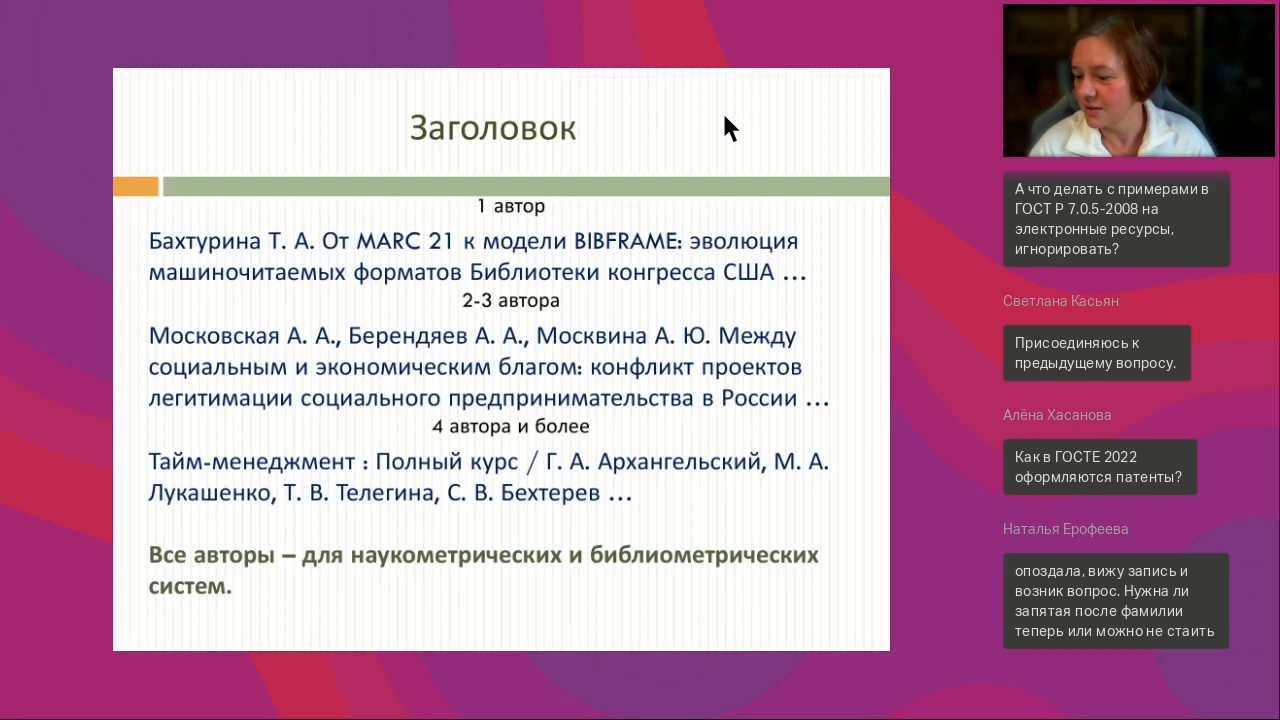 Заголовок
1 автор
Бахтурина Т. А. От MARC 21 к модели BIBFRAME: эволюция
машиночитаемых форматов Библиотеки конгресса США ...
2-3 автора
Московская А. А., Берендяев А. А., Москвина А. Ю. Между
социальным и экономическим благом: конфликт проектов
легитимации социального предпринимательства в России ...
4 автора и более
Тайм-менеджмент : Полный курс / Г. А. Архангельский, М. А.
Лукашенко, Т. В. Телегина, С. В. Бехтерев ...
Все авторы – для наукометрических и библиометрических
систем.
А что делать с примерами в
ГОСТ Р 7.0.5-2008 на
электронные ресурсы,
игнорировать?
Светлана Касьян
Присоединяюсь к
предыдущему вопросу.
Алёна Хасанова
Как в ГОСТЕ 2022
оформляются патенты?
Наталья Ерофеева
опоздала, вижу запись и
возник вопрос. Нужна ли
запятая после фамилии
теперь или можно не стаить